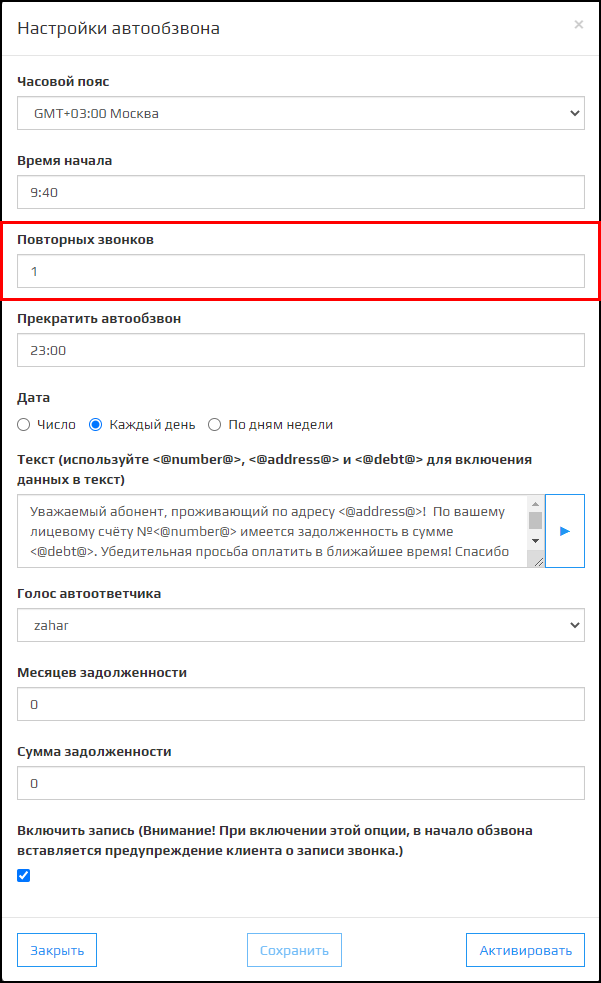 Настройки автообзвона
×
Часовой пояс
GMT+03:00 Москва
Время начала
9:40
Повторных звонков
1
Прекратить автообзвон
23:00
Дата
Число Каждый день По дням недели
Текст (используйте <@number@>, <@address@> и <@debt@> для включения
данных в текст)
Уважаемый абонент, проживающий по адресу <@address@>! По вашему
лицевому счёту №<@number@> имеется задолженность в сумме
<@debt@>. Убедительная просьба оплатить в ближайшее время! Спасибо
Голос автоответчика
zahar
Месяцев задолженности
0
Сумма задолженности
0
Включить запись (Внимание! При включении этой опции, в начало обзвона
вставляется предупреждение клиента о записи звонка.)
Закрыть Сохранить Активировать